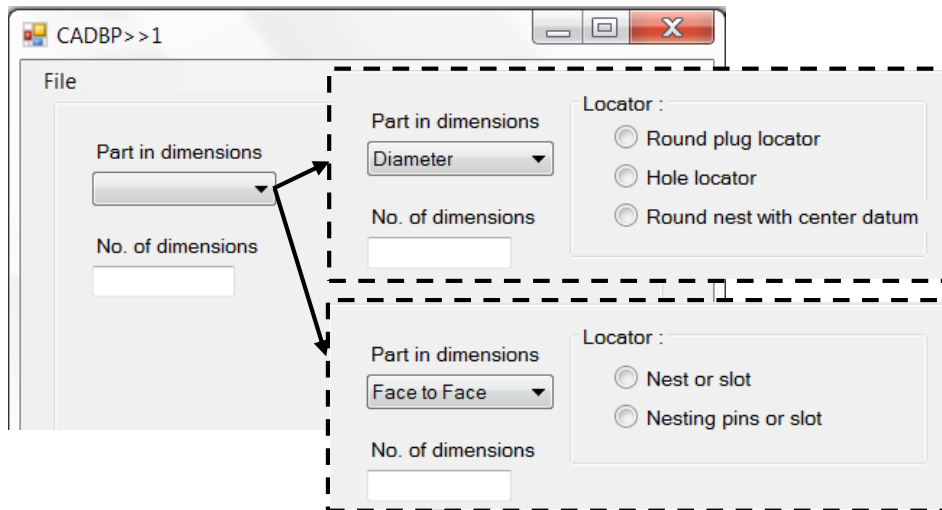 CADBP>>1
File
Part in dimensions
No. of dimensions
Part in dimensions
Diameter
No. of dimensions
Locator :
Round plug locator
Hole locator
Round nest with center datum
Part in dimensions
Face to Face
No. of dimensions
Locator :
Nest or slot
Nesting pins or slot